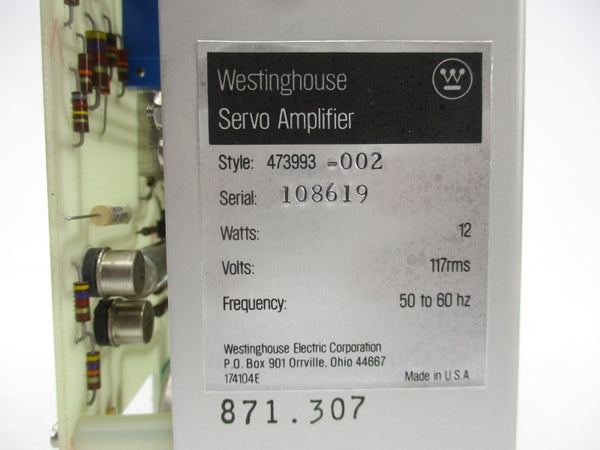 Westinghouse
Servo Amplifier
Style: 473993 -002
Serial: 108619
Watts: 12
Volts: 117rms
Frequency: 50 to 60 hz
Westinghouse Electric Corporation
P.O. Box 901 Orrville, Ohio 44667
174104E Made in U.S.A
871.307